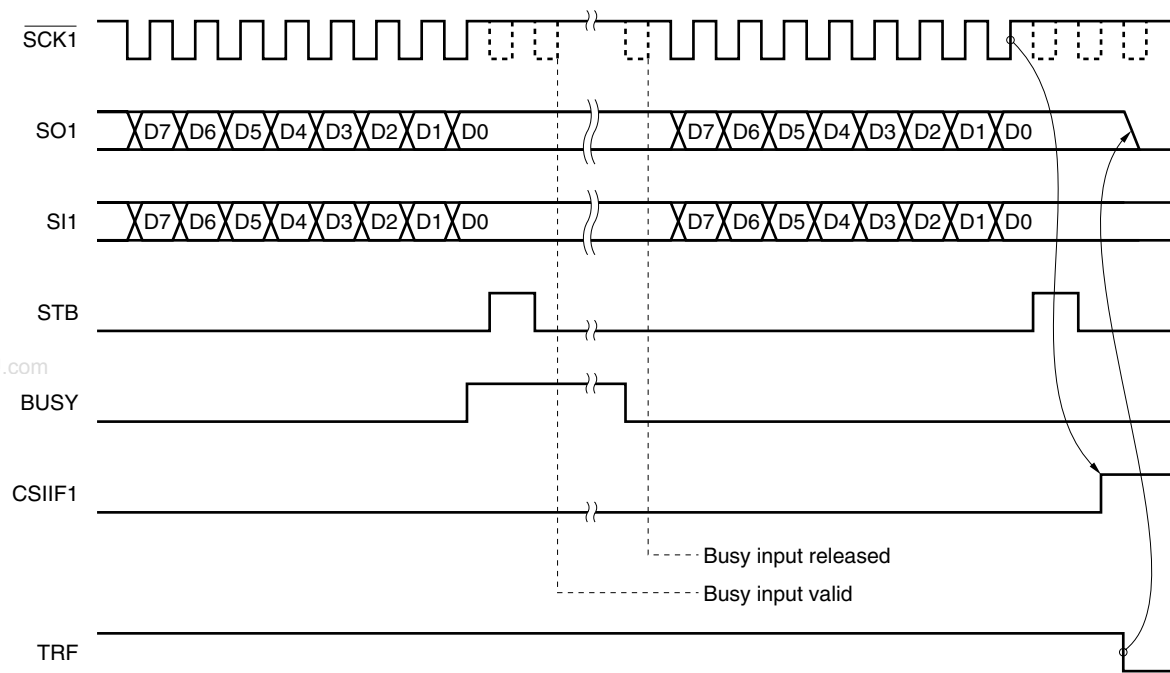 SCK1
SO1 D7 D6 D5 D4 D3 D2 D1 D0 D7 D6 D5 D4 D3 D2 D1 D0
SI1 D7 D6 D5 D4 D3 D2 D1 D0 D7 D6 D5 D4 D3 D2 D1 D0
STB
.com
BUSY
CSIIF1
Busy input released
Busy input valid
TRF